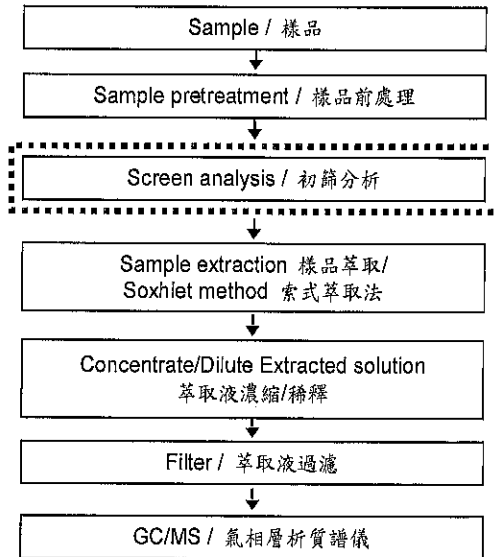 Sample / 樣品
Sample pretreatment / 樣品前處理
Screen analysis / 初篩分析
Sample extraction 樣品萃取/
Soxhlet method 索式萃取法
Concentrate/Dilute Extracted solution
萃取液濃縮/稀釋
Filter / 萃取液過濾
GC/MS / 氣相層析質譜儀